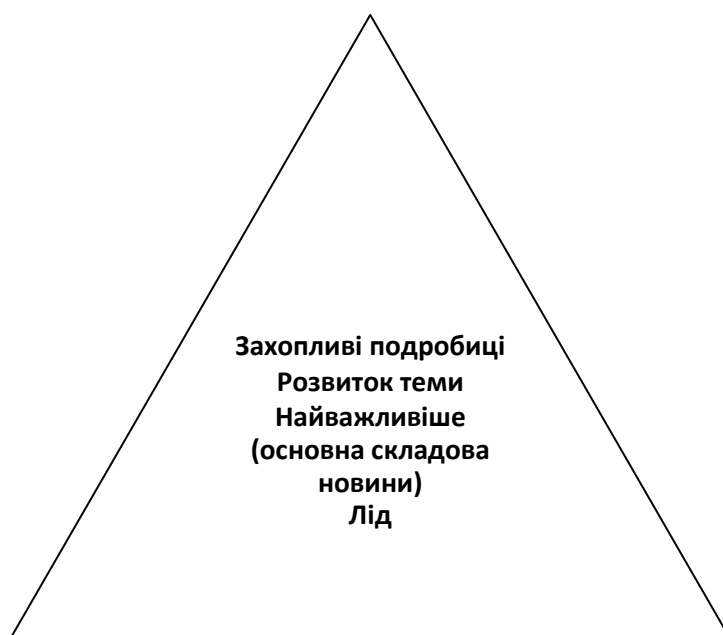 Захопливі подробиці
Розвиток теми
Найважливіше
(основна складова
новини)
Лід